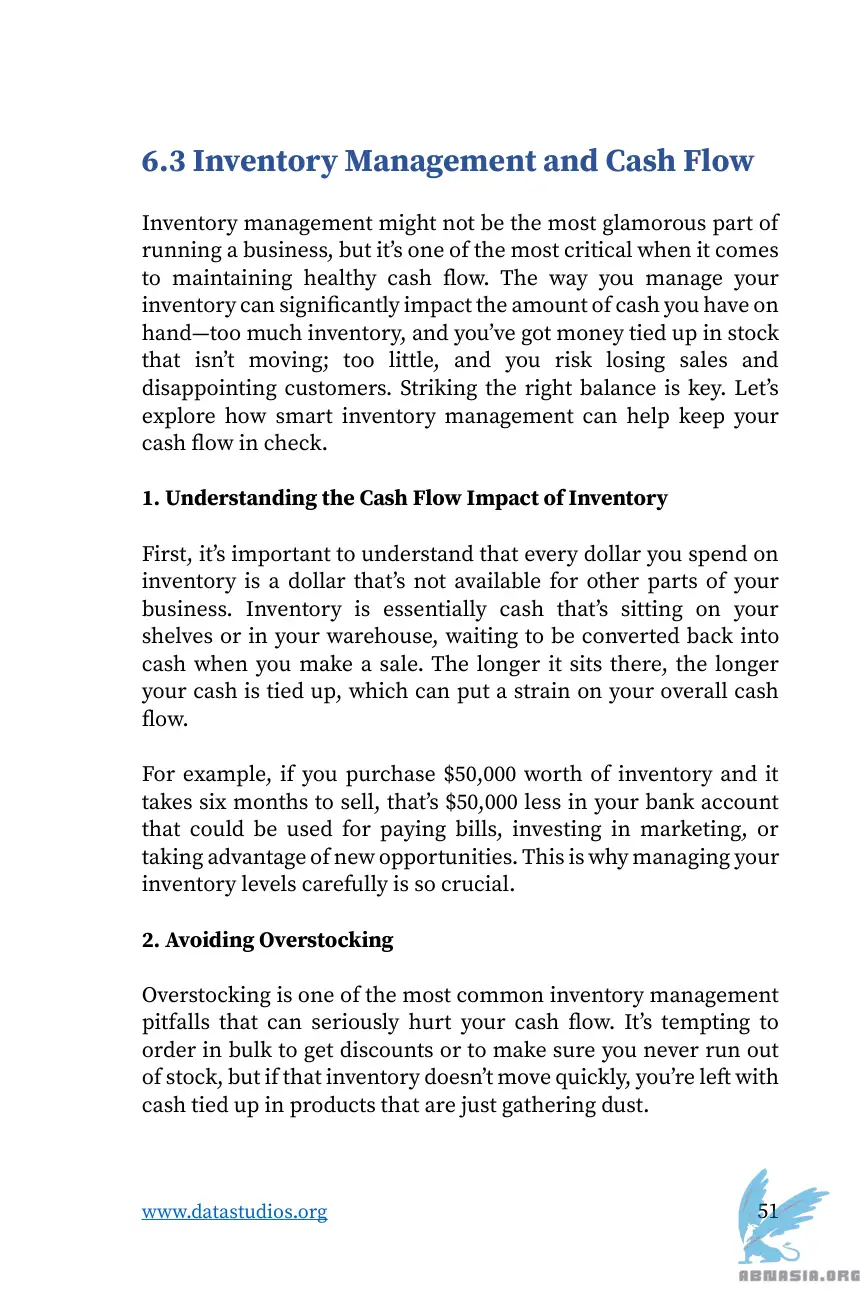 6.3 Inventory Management and Cash Flow
Inventory management might not be the most glamorous part of
running a business, but it’s one of the most critical when it comes
to maintaining healthy cash flow. The way you manage your
inventory can significantly impact the amount of cash you have on
hand—too much inventory, and you’ve got money tied up in stock
that isn’t moving; too little, and you risk losing sales and
disappointing customers. Striking the right balance is key. Let’s
explore how smart inventory management can help keep your
cash flow in check.
1. Understanding the Cash Flow Impact of Inventory
First, it’s important to understand that every dollar you spend on
inventory is a dollar that’s not available for other parts of your
business. Inventory is essentially cash that’s sitting on your
shelves or in your warehouse, waiting to be converted back into
cash when you make a sale. The longer it sits there, the longer
your cash is tied up, which can put a strain on your overall cash
flow.
For example, if you purchase $50,000 worth of inventory and it
takes six months to sell, that’s $50,000 less in your bank account
that could be used for paying bills, investing in marketing, or
taking advantage of new opportunities. This is why managing your
inventory levels carefully is so crucial.
2. Avoiding Overstocking
Overstocking is one of the most common inventory management
pitfalls that can seriously hurt your cash flow. It’s tempting to
order in bulk to get discounts or to make sure you never run out
of stock, but if that inventory doesn’t move quickly, you’re left with
cash tied up in products that are just gathering dust.
www.datastudios.org
51
ABNASIA.ORG